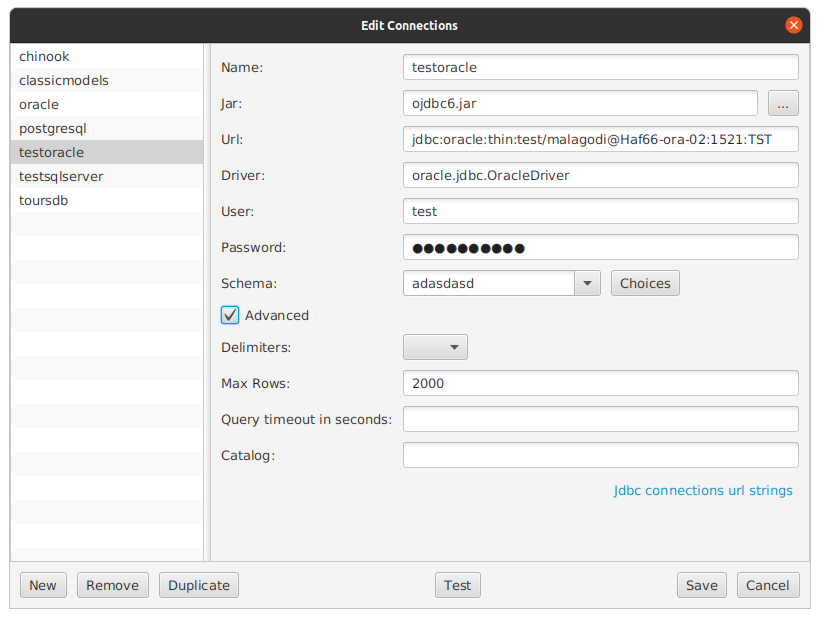 Edit Connections
chinook
classicmodels
oracle
postgresql
testoracle
testsqlserver
toursdb
Name: testoracle
Jar: ojdbc6.jar ...
Url: jdbc:oracle:thin:test/malagodi@Haf66-ora-02:1521:TST
Driver: oracle.jdbc.OracleDriver
User: test
Password: ●●●●●●●●●●
Schema: adasdasd Choices
Advanced
Delimiters:
Max Rows: 2000
Query timeout in seconds:
Catalog:
Jdbc connections url strings
New Remove Duplicate Test Save Cancel